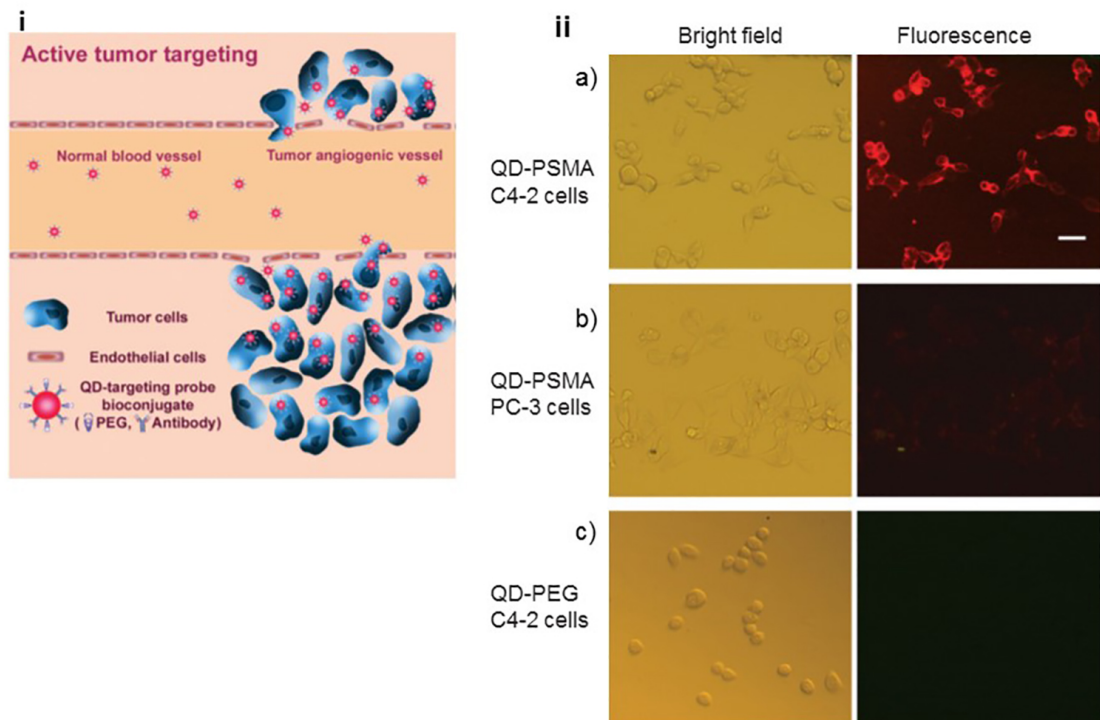 i
Active tumor targeting
Normal blood vessel
Tumor angiogenic vessel
Tumor cells
Endothelial cells
QD-targeting probe
bioconjugate
( PEG, Antibody)
ii
Bright field
Fluorescence
a)
QD-PSMA
C4-2 cells
b)
QD-PSMA
PC-3 cells
c)
QD-PEG
C4-2 cells